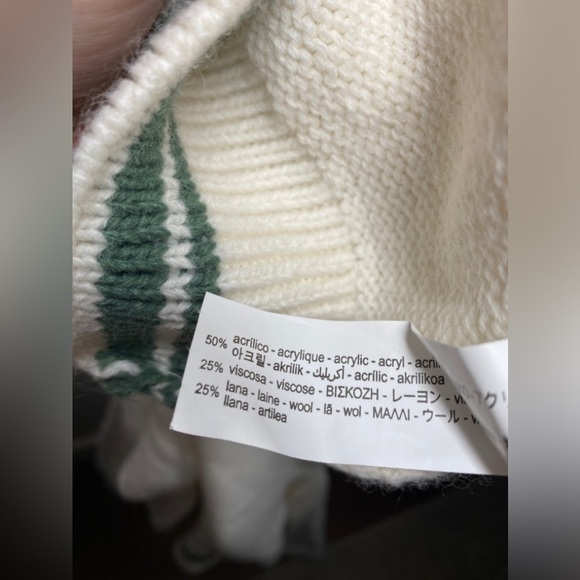 50% acrílico - acrylique - acrylic - acryl -
아크릴 - akrilik - أكريليك - acrílic - akrilikoa
25% viscosa - viscose - ΒΙΣΚΟΖΗ - レーヨン -
25% lana - laine - wool - lã - wol - ΜΑΛΛΙ - ウール -
llana - artilea